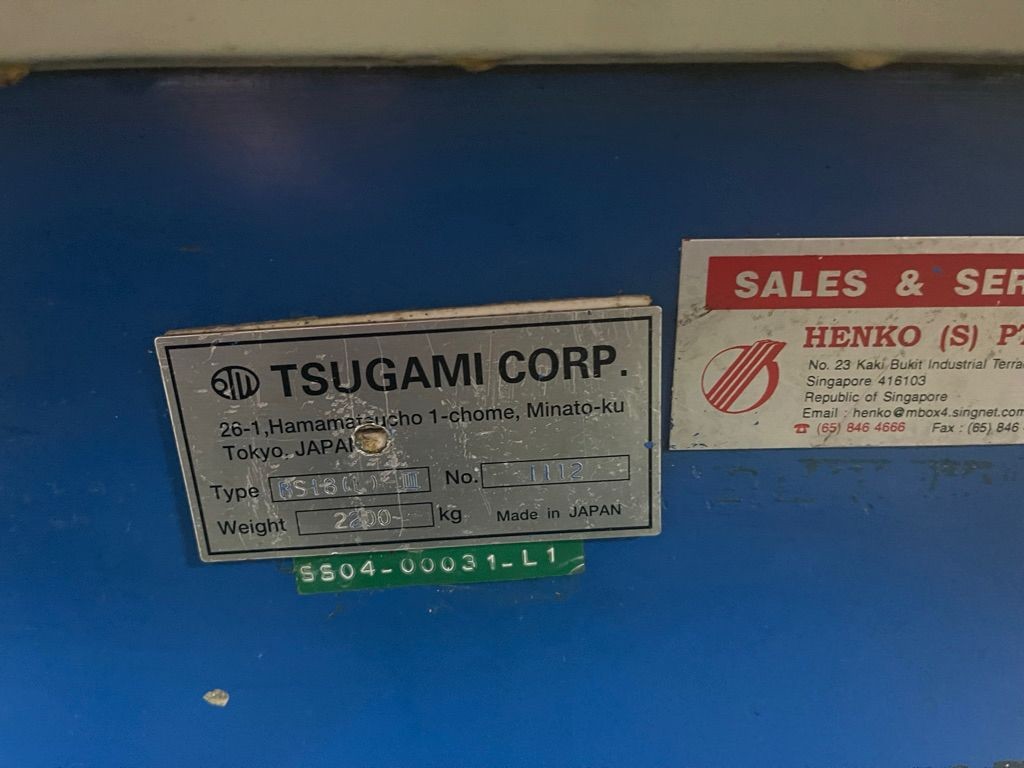 TSUGAMI CORP.
26-1,Hamamatsucho 1-chome, Minato-ku
Tokyo, JAPAN
Type BS18(L)-III No. 1112
Weight 2200 kg Made in JAPAN
SS04-00031-L1
SALES & SER
HENKO (S) PT
No. 23 Kaki Bukit Industrial Terra
Singapore 416103
Republic of Singapore
Email : henko@mbox4.singnet.com
☎ (65) 846 4666 Fax : (65) 846